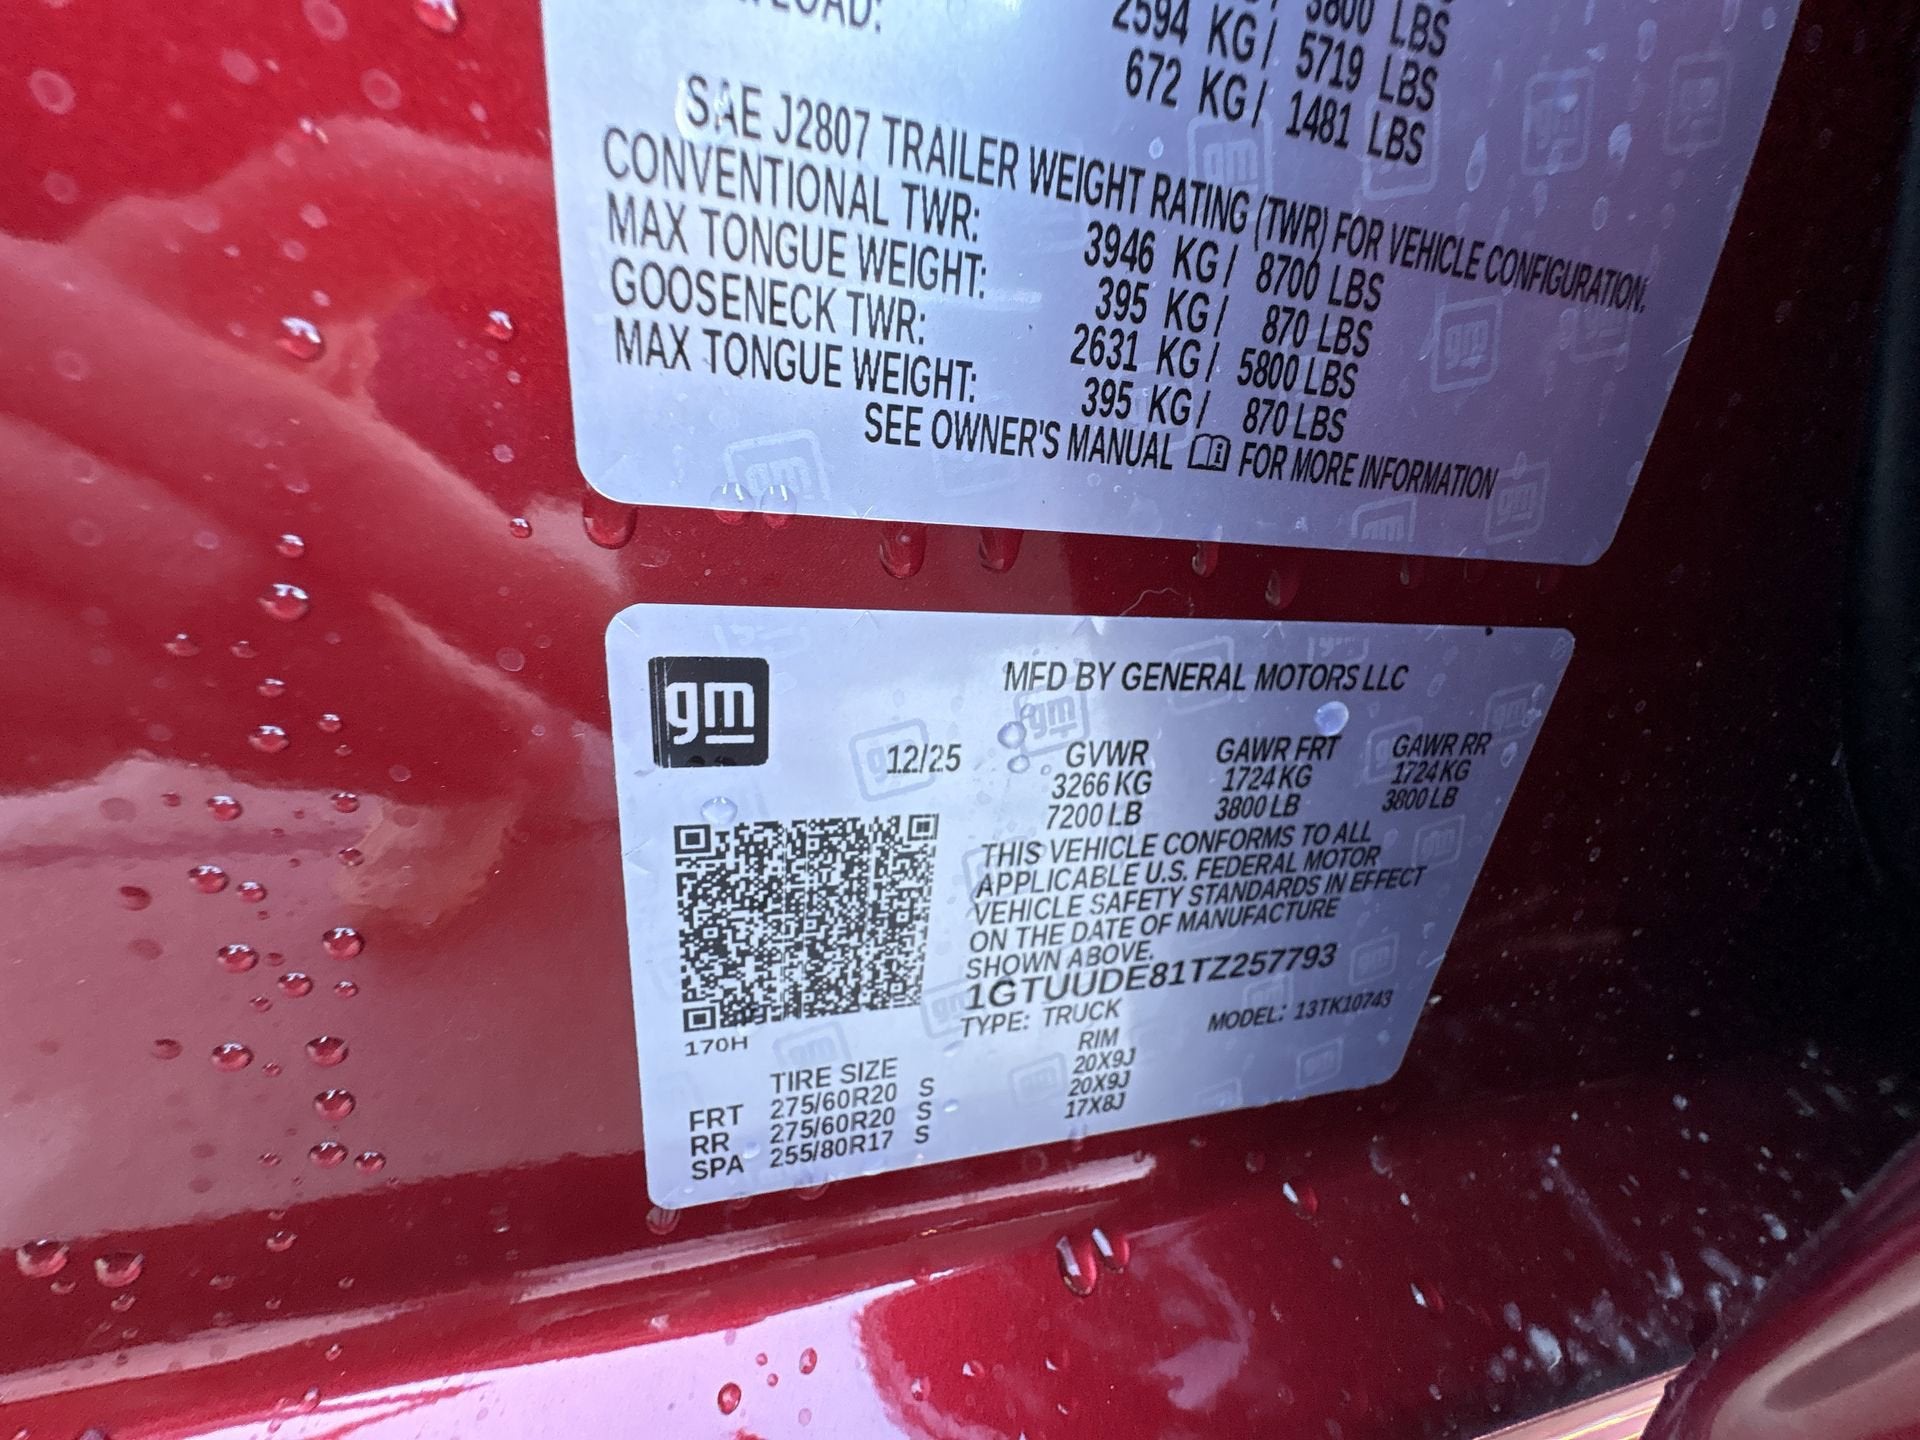 LOAD:
3800 LBS
2594 KG/ 5719 LBS
672 KG/ 1481 LBS
SAE J2807 TRAILER WEIGHT RATING (TWR) FOR VEHICLE CONFIGURATION.
CONVENTIONAL TWR: 3946 KG/ 8700 LBS
MAX TONGUE WEIGHT: 395 KG/ 870 LBS
GOOSENECK TWR: 2631 KG/ 5800 LBS
MAX TONGUE WEIGHT: 395 KG/ 870 LBS
SEE OWNER'S MANUAL FOR MORE INFORMATION
gm
MFD BY GENERAL MOTORS LLC
12/25 GVWR GAWR FRT GAWR RR
3266 KG 1724 KG 1724 KG
7200 LB 3800 LB 3800 LB
THIS VEHICLE CONFORMS TO ALL
APPLICABLE U.S. FEDERAL MOTOR
VEHICLE SAFETY STANDARDS IN EFFECT
ON THE DATE OF MANUFACTURE
SHOWN ABOVE.
1GTUUDE81TZ257793
TYPE: TRUCK MODEL: 13TK10743
170H
TIRE SIZE RIM
FRT 275/60R20 S 20X9J
RR 275/60R20 S 20X9J
SPA 255/80R17 S 17X8J